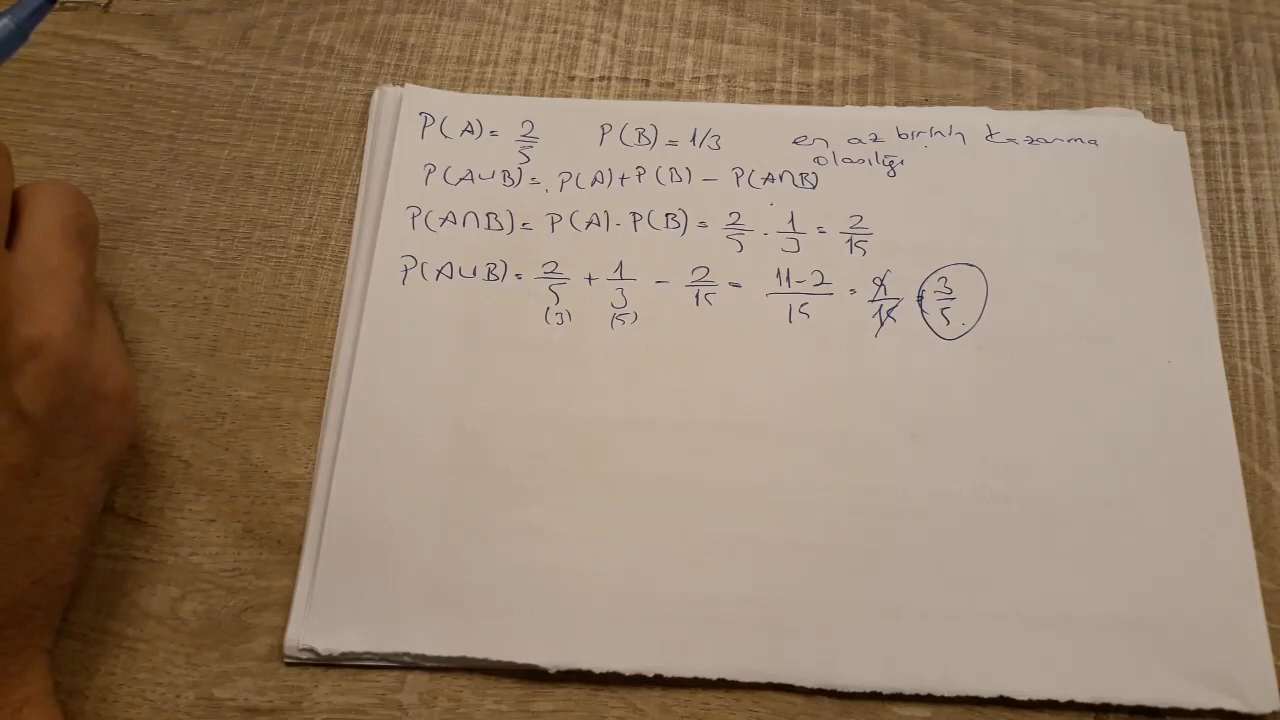 P(A) = 2/5 P(B) = 1/3 en az birinin kazanma
olasılığı
P(A∪B) = P(A) + P(B) - P(A∩B)
P(A∩B) = P(A) . P(B) = 2/5 . 1/3 = 2/15
P(A∪B) = 2/5 + 1/3 - 2/15 = 11-2/15 = 9/15 = 3/5
(3) (5)